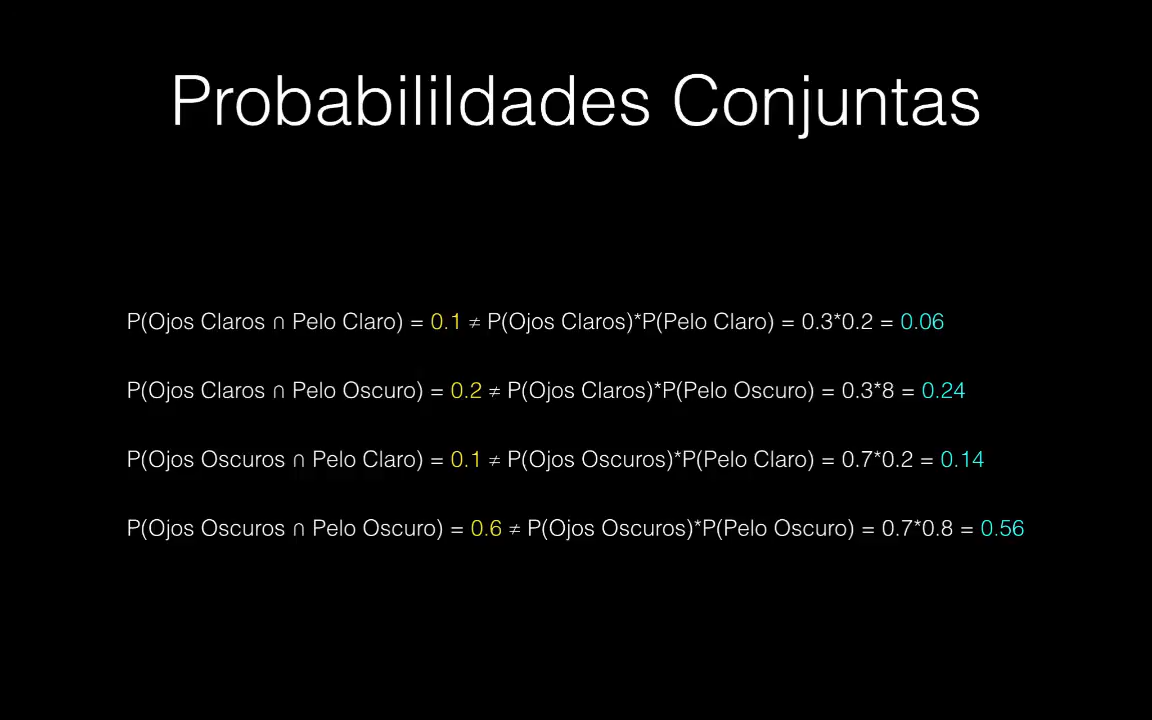 Probabilildades Conjuntas
P(Ojos Claros ∩ Pelo Claro) = 0.1 ≠ P(Ojos Claros)*P(Pelo Claro) = 0.3*0.2 = 0.06
P(Ojos Claros ∩ Pelo Oscuro) = 0.2 ≠ P(Ojos Claros)*P(Pelo Oscuro) = 0.3*8 = 0.24
P(Ojos Oscuros ∩ Pelo Claro) = 0.1 ≠ P(Ojos Oscuros)*P(Pelo Claro) = 0.7*0.2 = 0.14
P(Ojos Oscuros ∩ Pelo Oscuro) = 0.6 ≠ P(Ojos Oscuros)*P(Pelo Oscuro) = 0.7*0.8 = 0.56